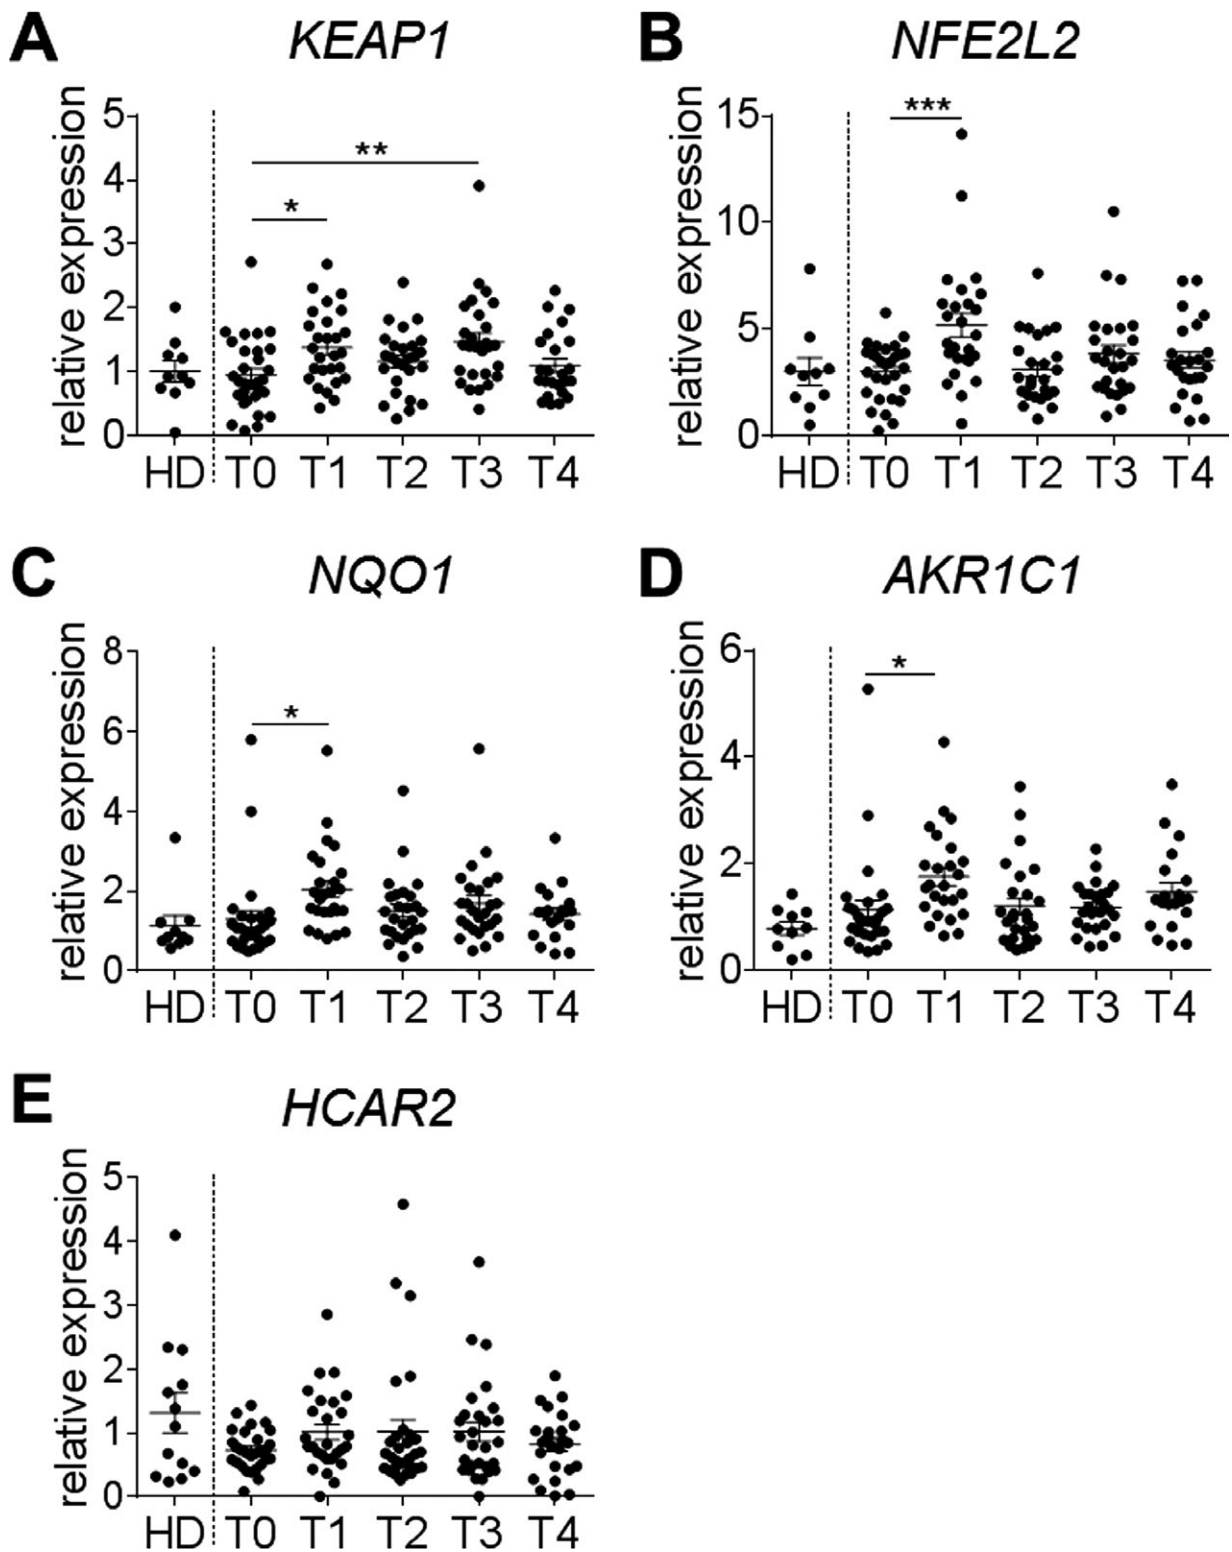 A KEAP1
relative expression
5
4
3
2
1
0
**
*
HD T0 T1 T2 T3 T4
B NFE2L2
relative expression
15
10
5
0
***
HD T0 T1 T2 T3 T4
C NQO1
relative expression
8
6
4
2
0
*
HD T0 T1 T2 T3 T4
D AKR1C1
relative expression
6
4
2
0
*
HD T0 T1 T2 T3 T4
E HCAR2
relative expression
5
4
3
2
1
0
HD T0 T1 T2 T3 T4